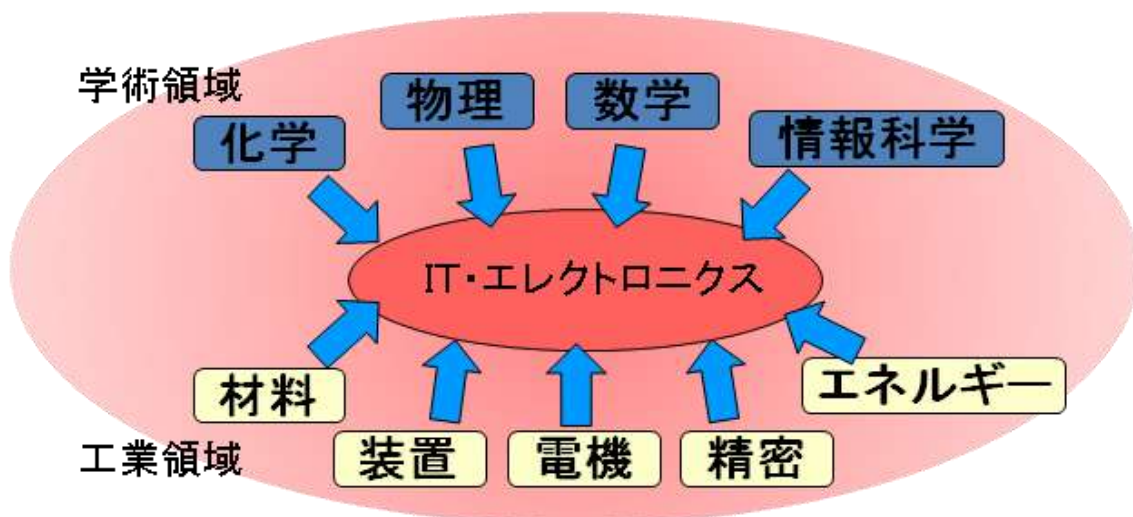 学術領域
物理
数学
化学
情報科学
IT・エレクトロニクス
材料
エネルギー
工業領域
装置
電機
精密